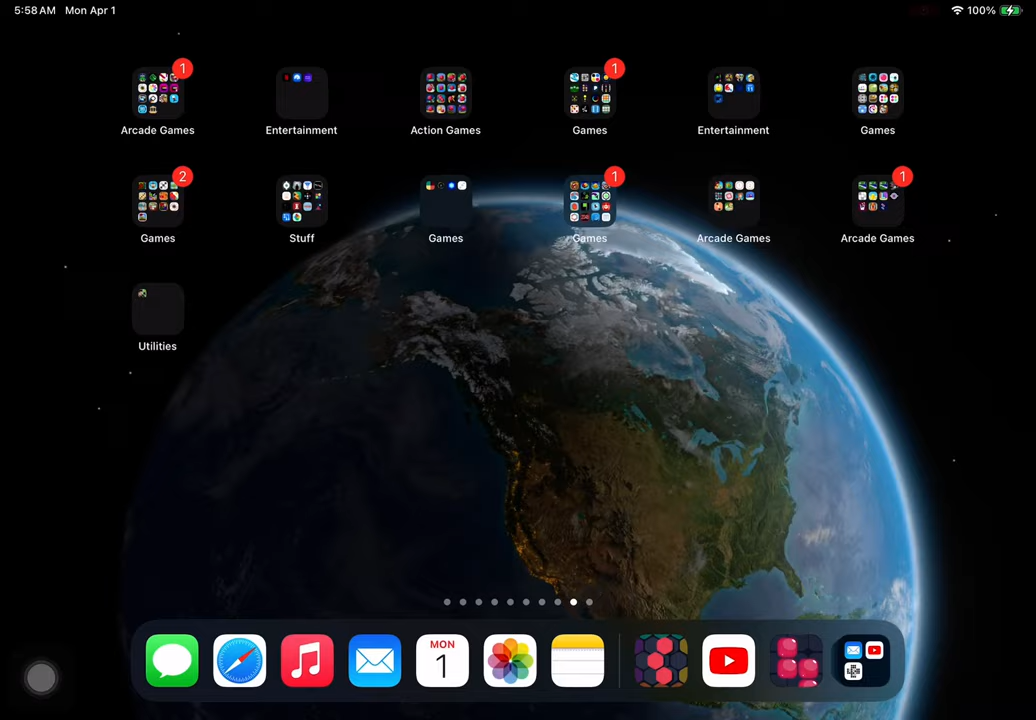 5:58 AM Mon Apr 1
100%
1
1
Arcade Games
Entertainment
Action Games
Games
Entertainment
Games
2
1
1
Games
Stuff
Games
Games
Arcade Games
Arcade Games
Utilities
MON
1